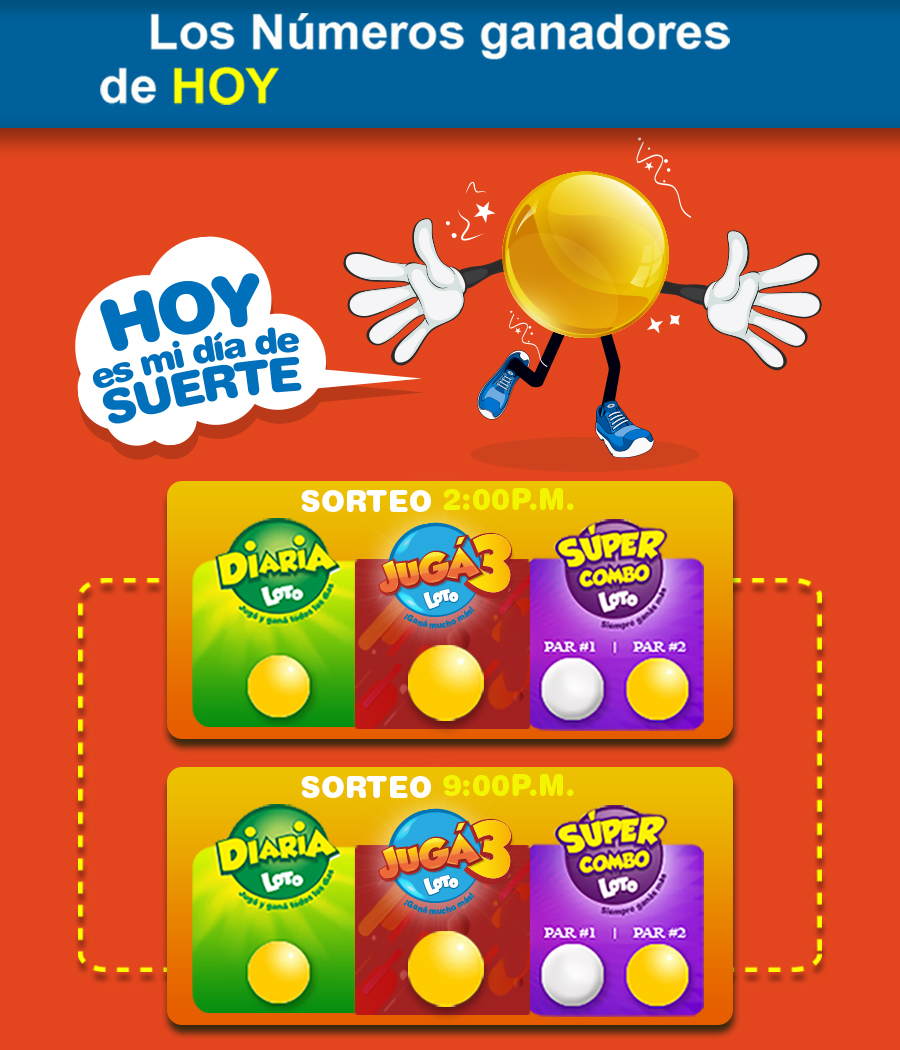 Los Números ganadores
de HOY
HOY
es mi día de
SUERTE
SORTEO 2:00P.M.
DIARIA
LOTO
Jugá y ganá todos los días
JUGÁ 3
LOTO
¡Ganá mucho más!
SÚPER
COMBO
LOTO
Siempre ganás más
PAR #1 | PAR #2
SORTEO 9:00P.M.
DIARIA
LOTO
Jugá y ganá todos los días
JUGÁ 3
LOTO
¡Ganá mucho más!
SÚPER
COMBO
LOTO
Siempre ganás más
PAR #1 | PAR #2